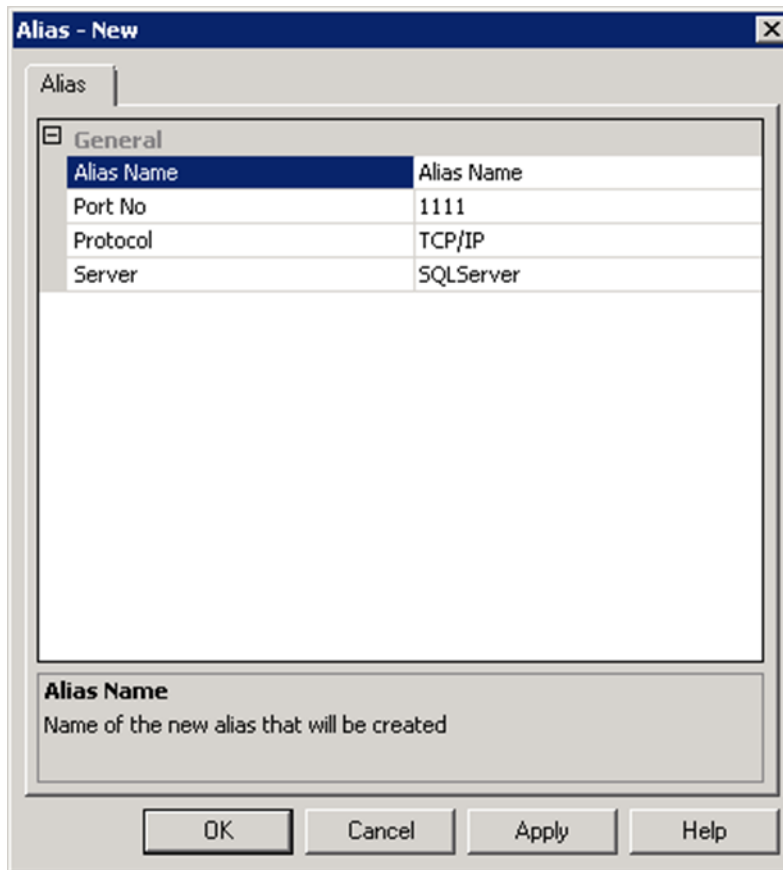 Alias - New
Alias
General
Alias Name Alias Name
Port No 1111
Protocol TCP/IP
Server SQLServer
Alias Name
Name of the new alias that will be created
OK Cancel Apply Help